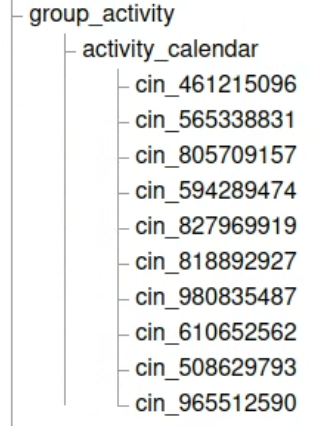 group_activity
activity_calendar
cin_461215096
cin_565338831
cin_805709157
cin_594289474
cin_827969919
cin_818892927
cin_980835487
cin_610652562
cin_508629793
cin_965512590